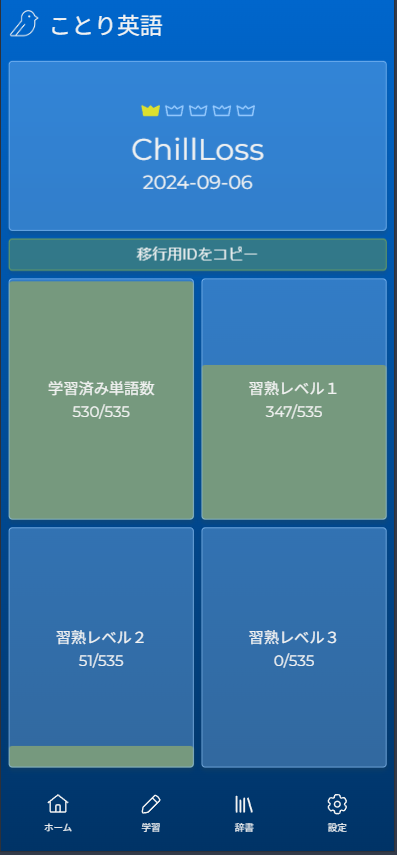 ことり英語
ChillLoss
2024-09-06
移行用IDをコピー
学習済み単語数
530/535
習熟レベル１
347/535
習熟レベル２
51/535
習熟レベル３
0/535
ホーム
学習
辞書
設定